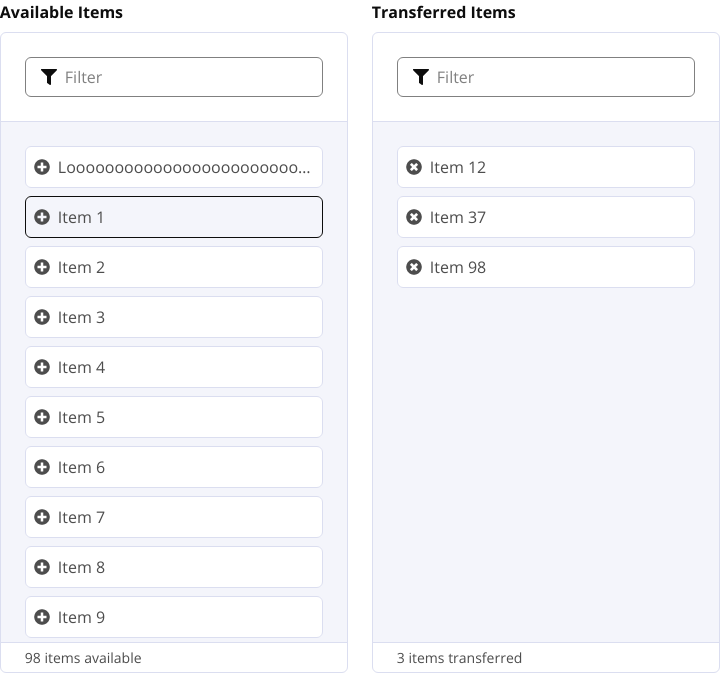 Available Items
Filter
Looooooooooooooooooooooooo...
Item 1
Item 2
Item 3
Item 4
Item 5
Item 6
Item 7
Item 8
Item 9
98 items available
Transferred Items
Filter
Item 12
Item 37
Item 98
3 items transferred